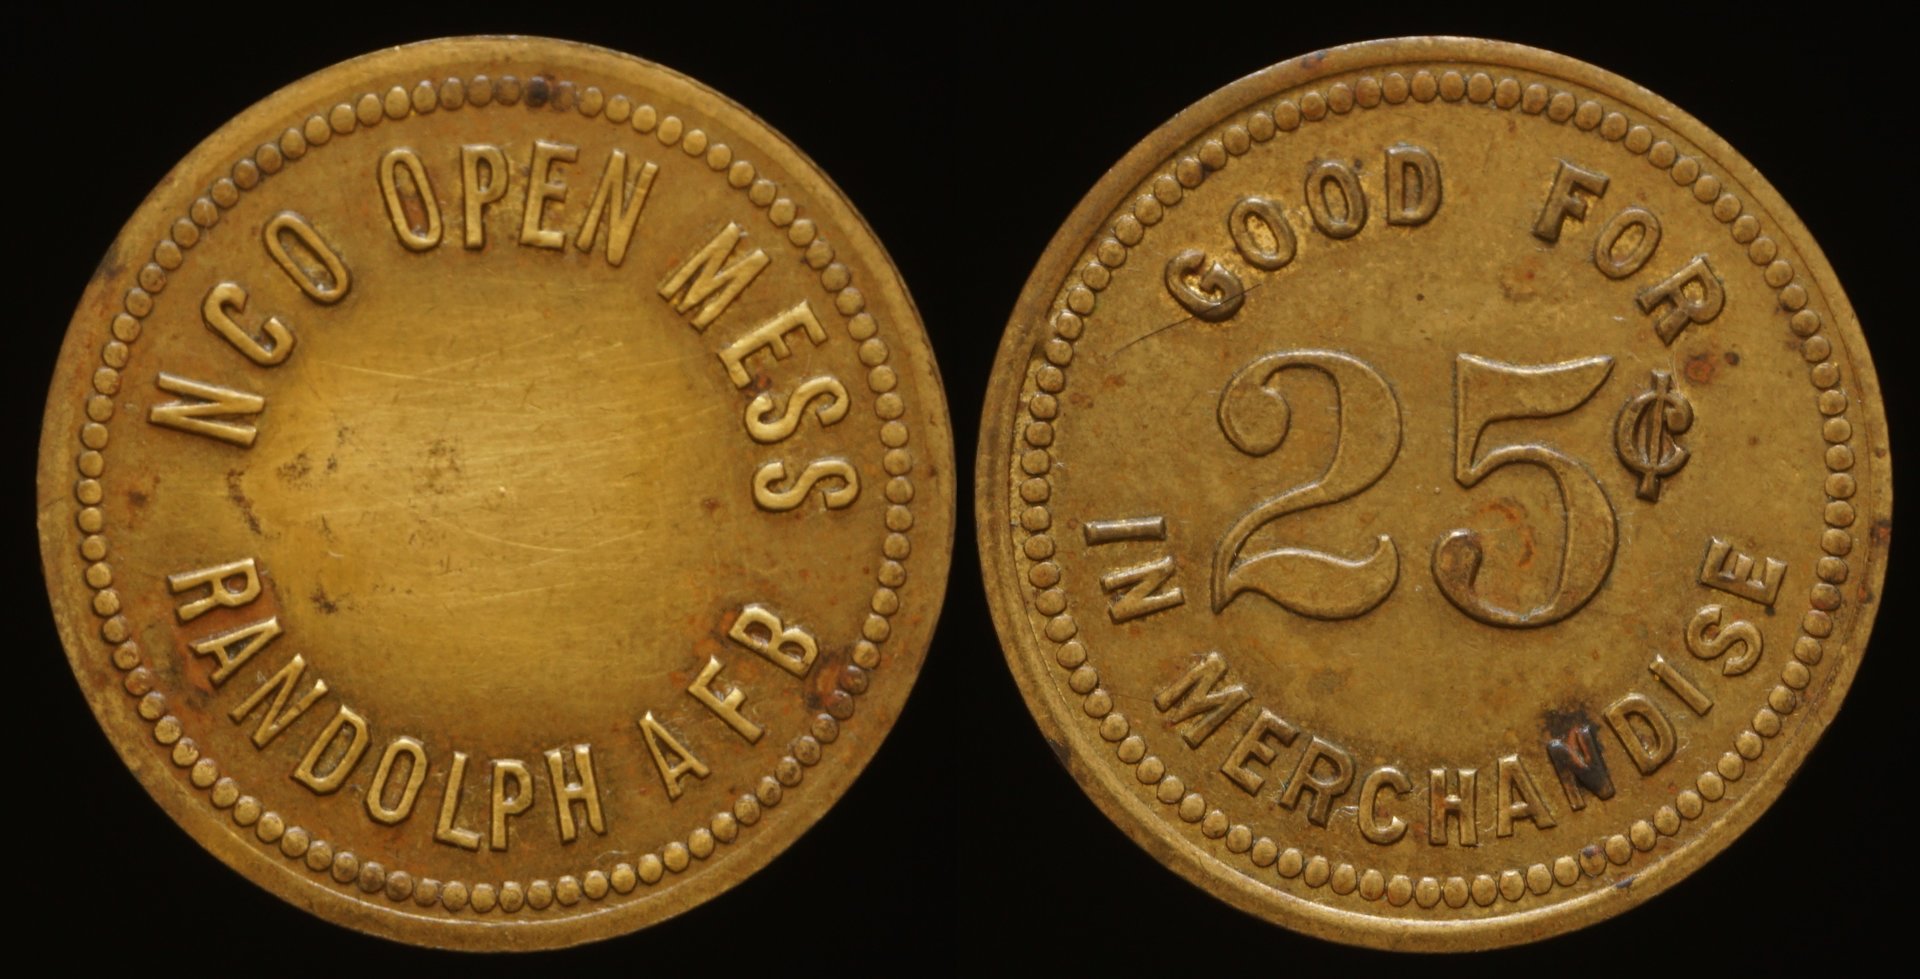 NCO OPEN MESS
RANDOLPH AFB
GOOD FOR
25¢
IN MERCHANDISE